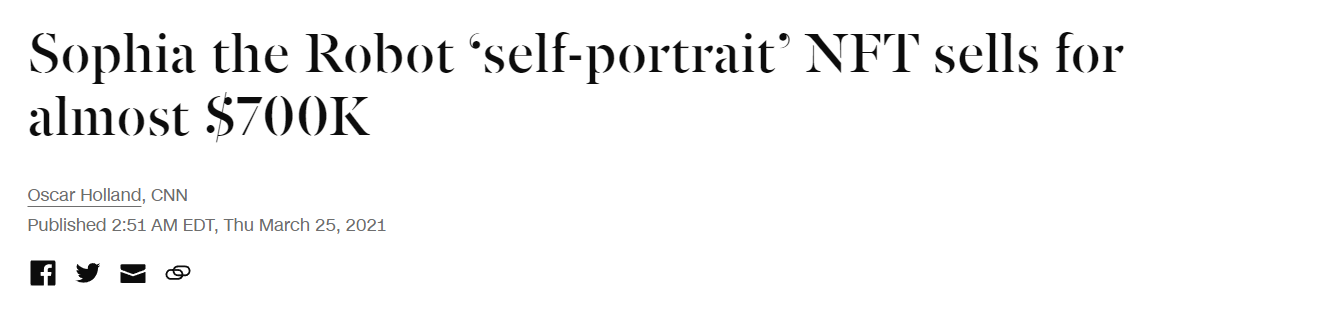 Sophia the Robot ‘self-portrait’ NFT sells for
almost $700K
Oscar Holland, CNN
Published 2:51 AM EDT, Thu March 25, 2021